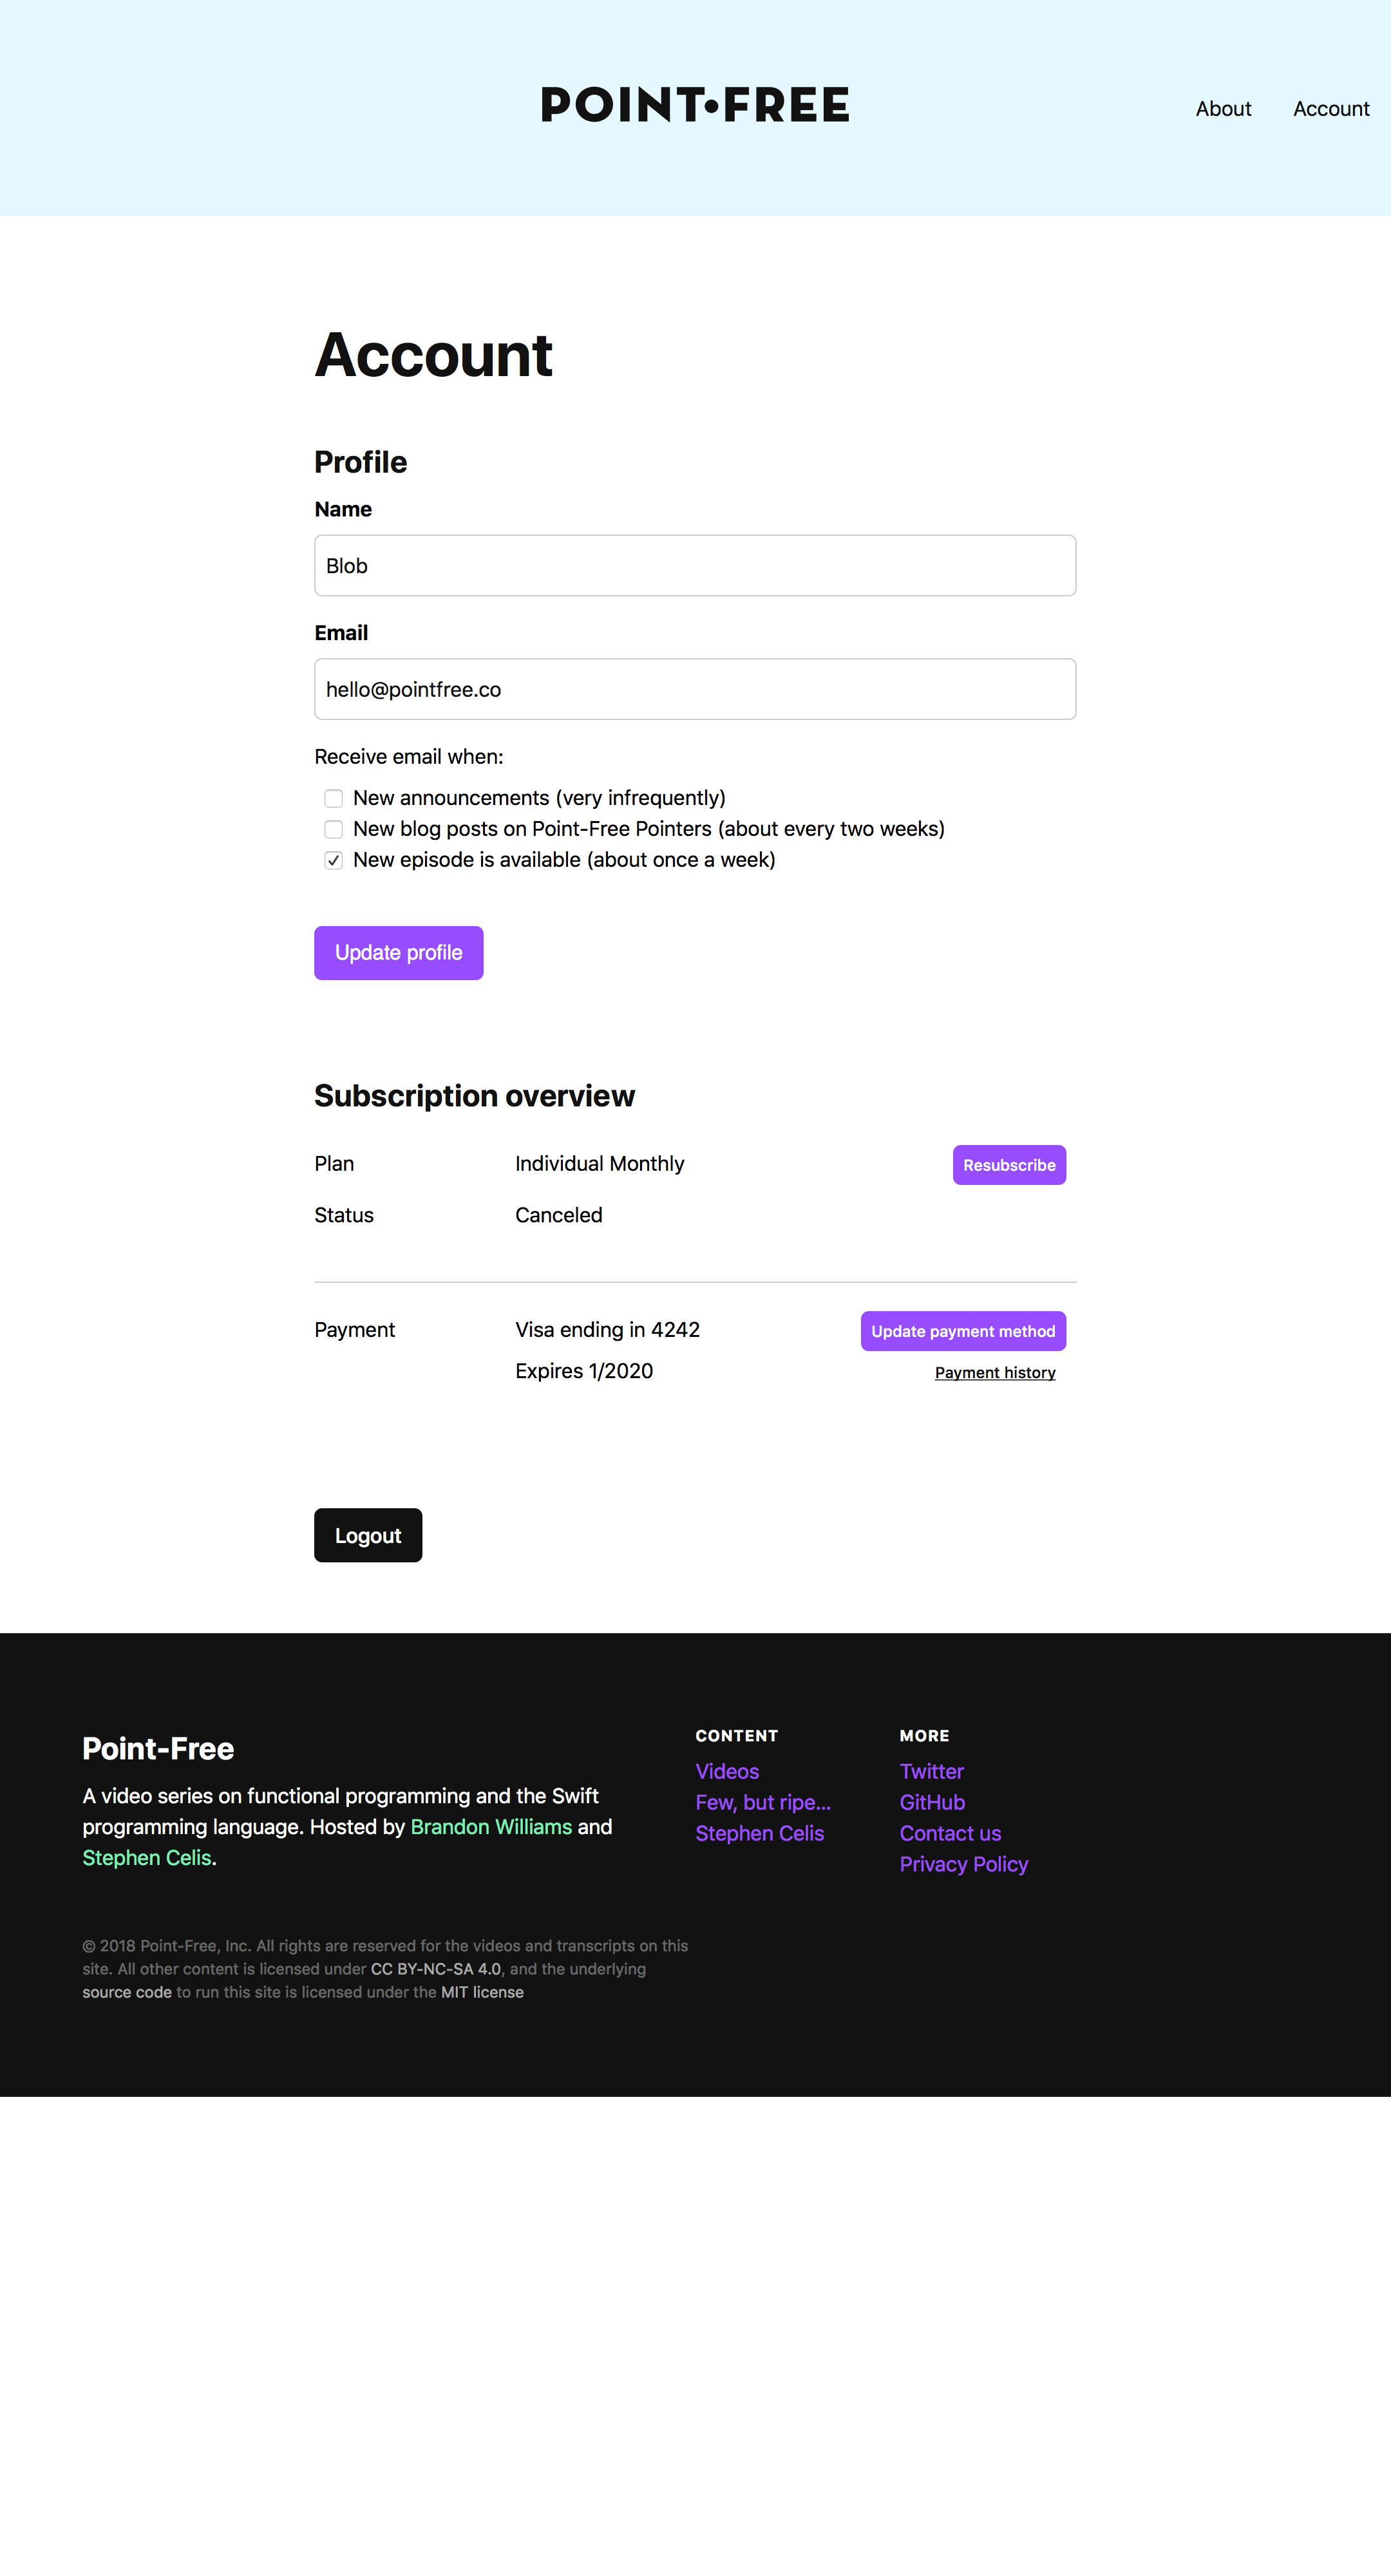 POINT•FREE
About Account
Account
Profile
Name
Blob
Email
hello@pointfree.co
Receive email when:
New announcements (very infrequently)
New blog posts on Point-Free Pointers (about every two weeks)
New episode is available (about once a week)
Update profile
Subscription overview
Plan Individual Monthly Resubscribe
Status Canceled
Payment Visa ending in 4242 Update payment method
Expires 1/2020 Payment history
Logout
Point-Free
A video series on functional programming and the Swift
programming language. Hosted by Brandon Williams and
Stephen Celis.
CONTENT
Videos
Few, but ripe...
Stephen Celis
MORE
Twitter
GitHub
Contact us
Privacy Policy
© 2018 Point-Free, Inc. All rights are reserved for the videos and transcripts on this
site. All other content is licensed under CC BY-NC-SA 4.0, and the underlying
source code to run this site is licensed under the MIT license